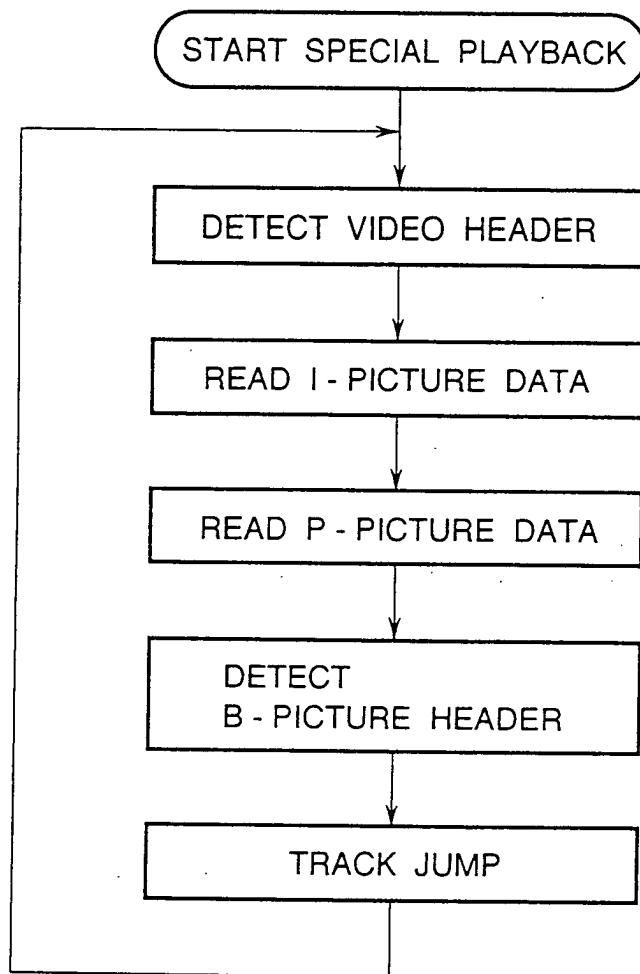 START SPECIAL PLAYBACK
DETECT VIDEO HEADER
READ I - PICTURE DATA
READ P - PICTURE DATA
DETECT
B - PICTURE HEADER
TRACK JUMP